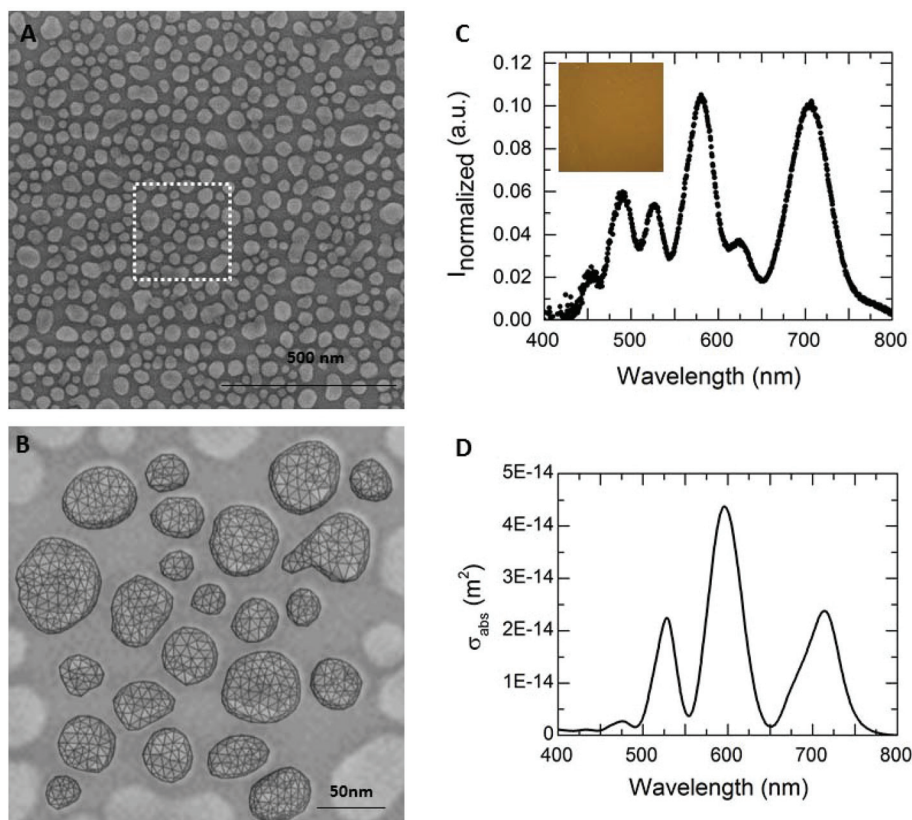 A
500 nm
B
50nm
C
I normalized (a.u.)
0.12
0.10
0.08
0.06
0.04
0.02
0.00
400 500 600 700 800
Wavelength (nm)
D
σabs (m²)
5E-14
4E-14
3E-14
2E-14
1E-14
0
400 500 600 700 800
Wavelength (nm)